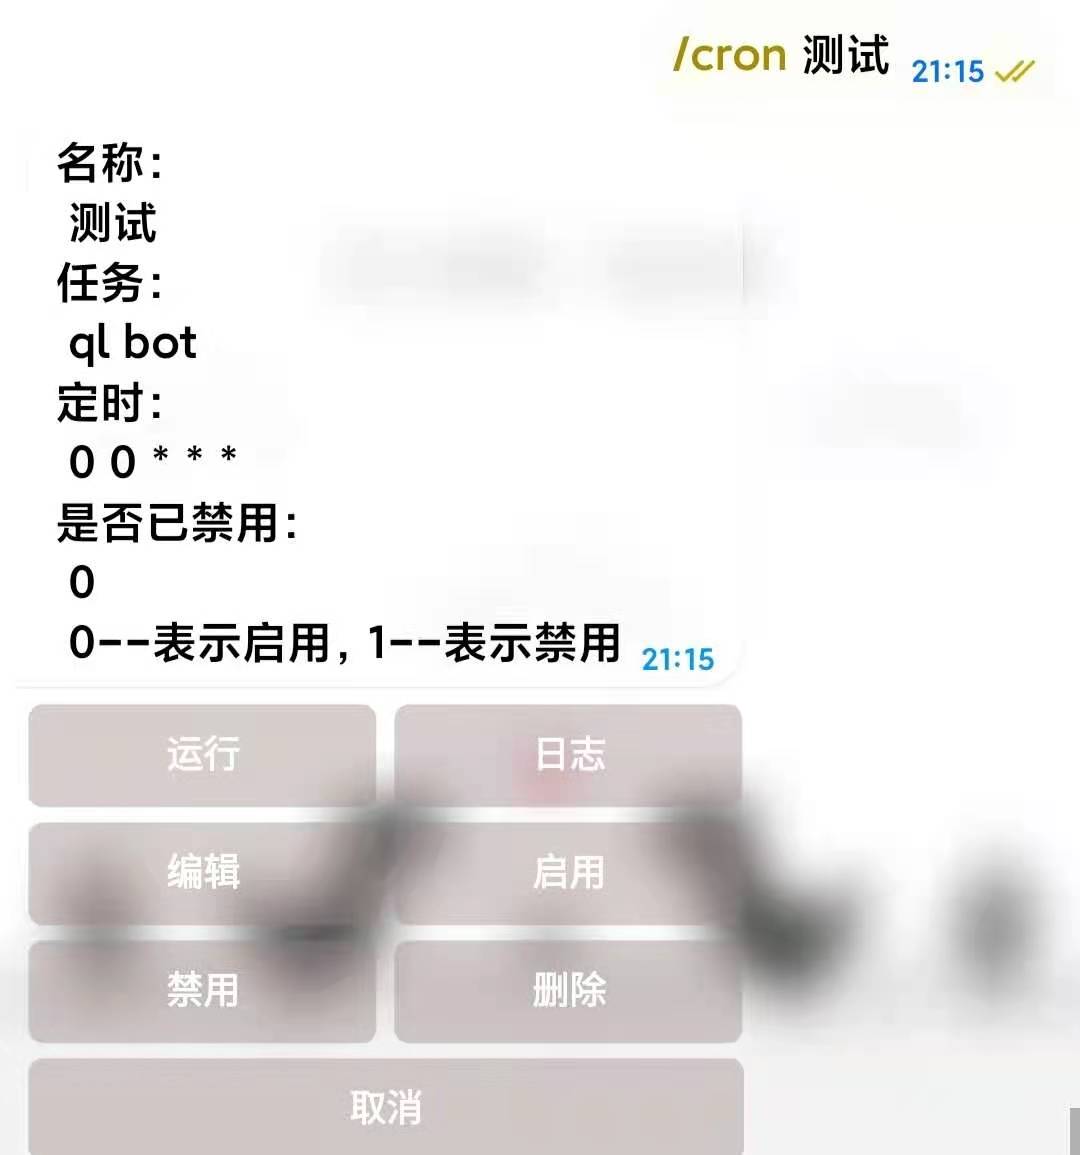 /cron 测试 21:15
名称：
测试
任务：
ql bot
定时：
0 0 * * *
是否已禁用：
0
0--表示启用，1--表示禁用 21:15
运行 日志
编辑 启用
禁用 删除
取消